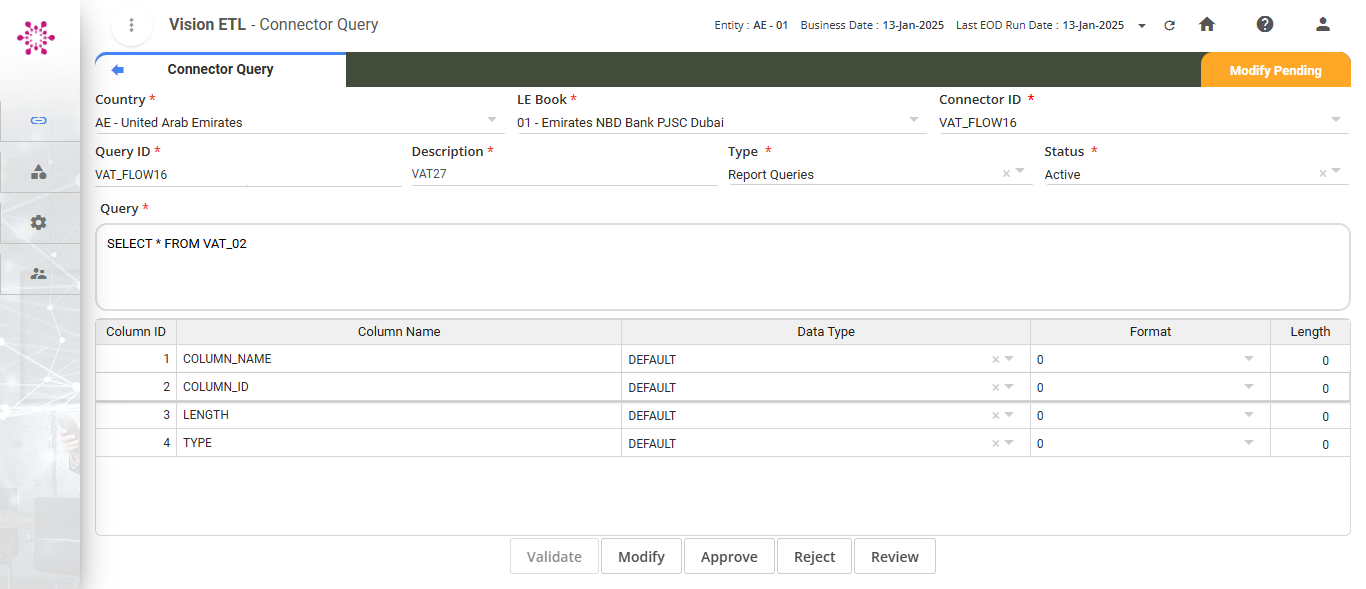 Vision ETL - Connector Query
Entity : AE - 01 Business Date : 13-Jan-2025 Last EOD Run Date : 13-Jan-2025
Connector Query
Modify Pending
Country * LE Book * Connector ID *
AE - United Arab Emirates 01 - Emirates NBD Bank PJSC Dubai VAT_FLOW16
Query ID * Description * Type * Status *
VAT_FLOW16 VAT27 Report Queries × Active ×
Query *
SELECT * FROM VAT_02
Column ID Column Name Data Type Format Length
1 COLUMN_NAME DEFAULT × 0 0
2 COLUMN_ID DEFAULT × 0 0
3 LENGTH DEFAULT × 0 0
4 TYPE DEFAULT × 0 0
Validate Modify Approve Reject Review